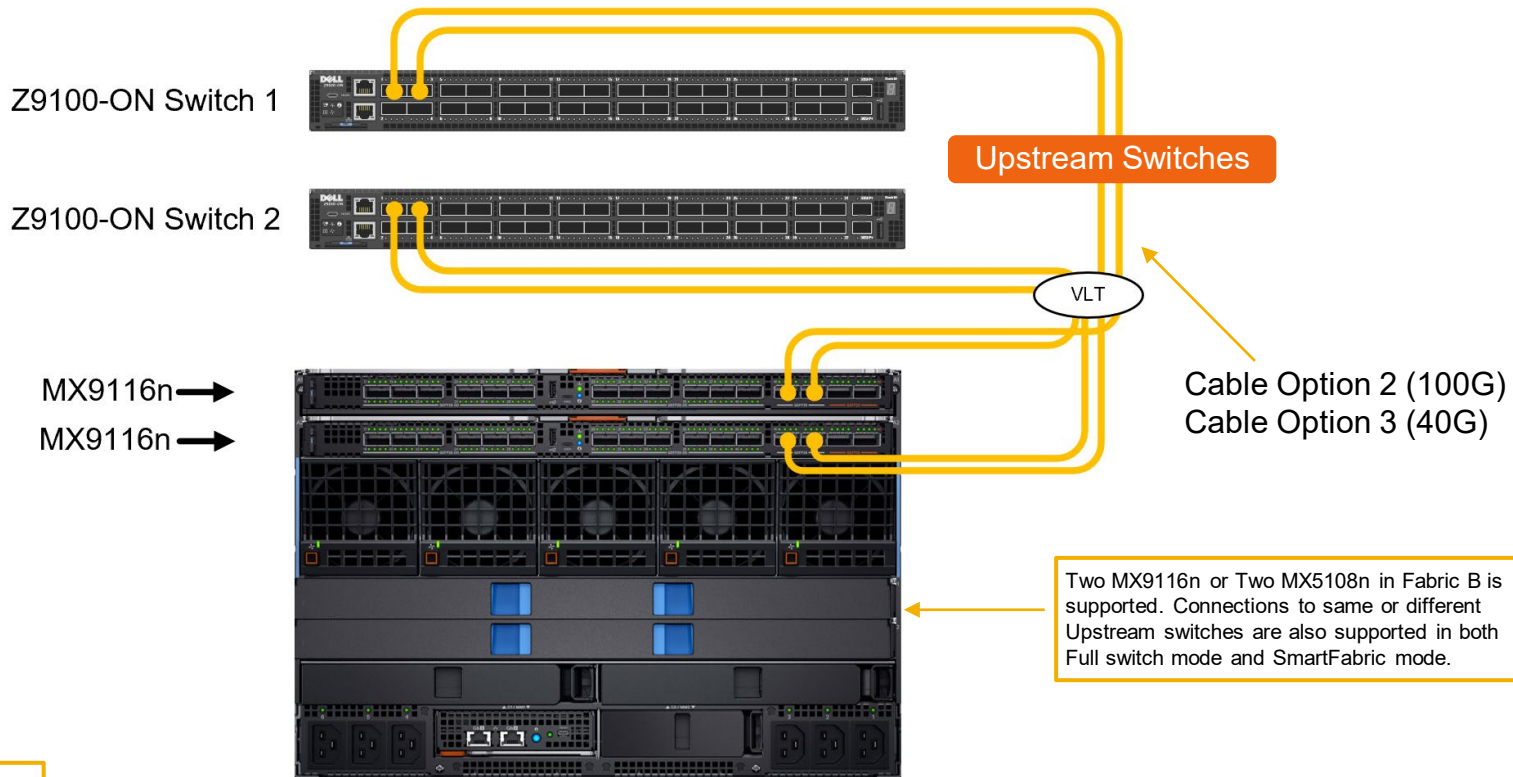 Z9100-ON Switch 1
DELL
Upstream Switches
Z9100-ON Switch 2
DELL
VLT
MX9116n
MX9116n
Cable Option 2 (100G)
Cable Option 3 (40G)
Two MX9116n or Two MX5108n in Fabric B is
supported. Connections to same or different
Upstream switches are also supported in both
Full switch mode and SmartFabric mode.